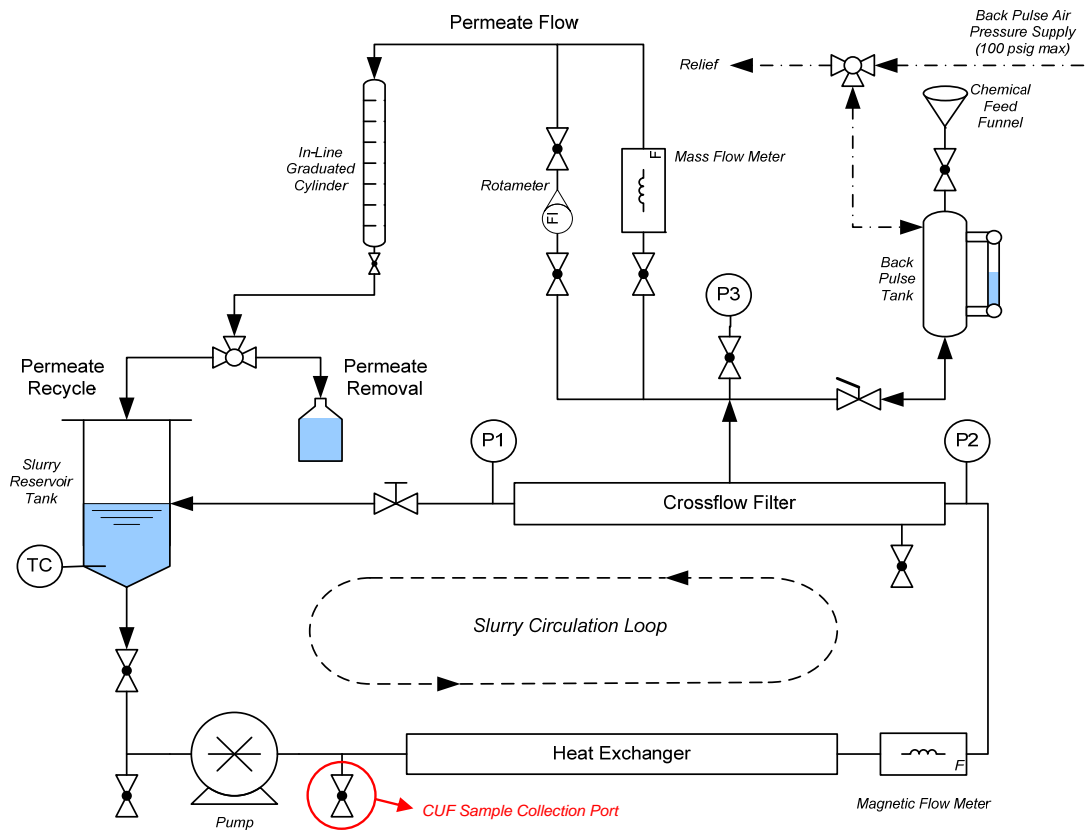 Permeate Flow
Back Pulse Air
Pressure Supply
(100 psig max)
Relief
Chemical
Feed
Funnel
In-Line
Graduated
Cylinder
Rotameter
FI
F
Mass Flow Meter
Back
Pulse
Tank
P3
Permeate
Recycle
Permeate
Removal
P1
P2
Slurry
Reservoir
Tank
Crossflow Filter
TC
Slurry Circulation Loop
Heat Exchanger
F
Pump
CUF Sample Collection Port
Magnetic Flow Meter